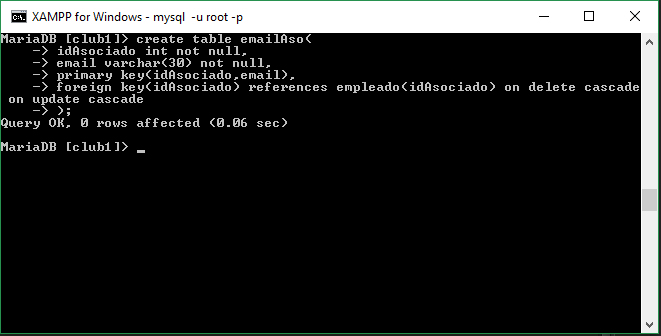 XAMPP for Windows - mysql  -u root -p
MariaDB [club1]> create table emailAso(
    -> idAsociado int not null,
    -> email varchar(30) not null,
    -> primary key(idAsociado,email),
    -> foreign key(idAsociado) references empleado(idAsociado) on delete cascade
 on update cascade
    -> );
Query OK, 0 rows affected (0.06 sec)

MariaDB [club1]> _